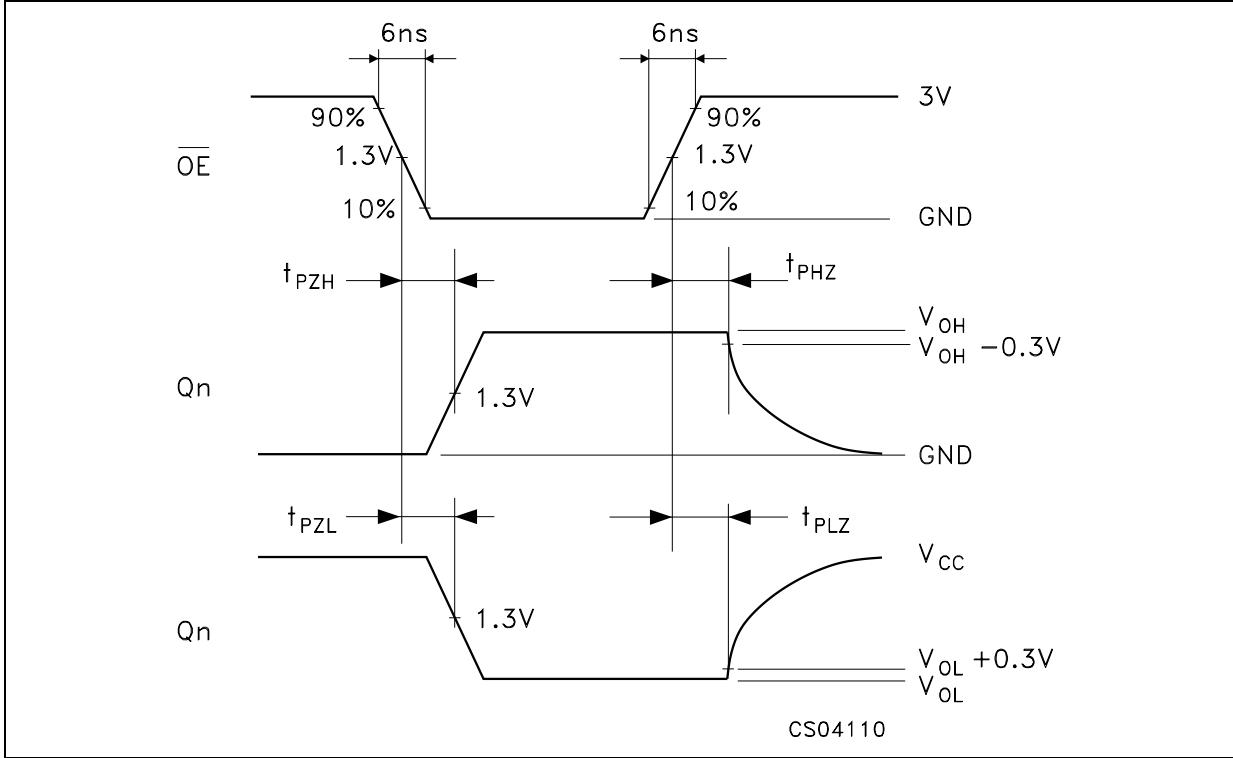 6ns 6ns
3V
90% 90%
O̅E̅ 1.3V 1.3V
10% 10%
GND
tPZH tPHZ
VOH
VOH −0.3V
Qn 1.3V
GND
tPZL tPLZ
VCC
Qn 1.3V
VOL +0.3V
VOL
CS04110